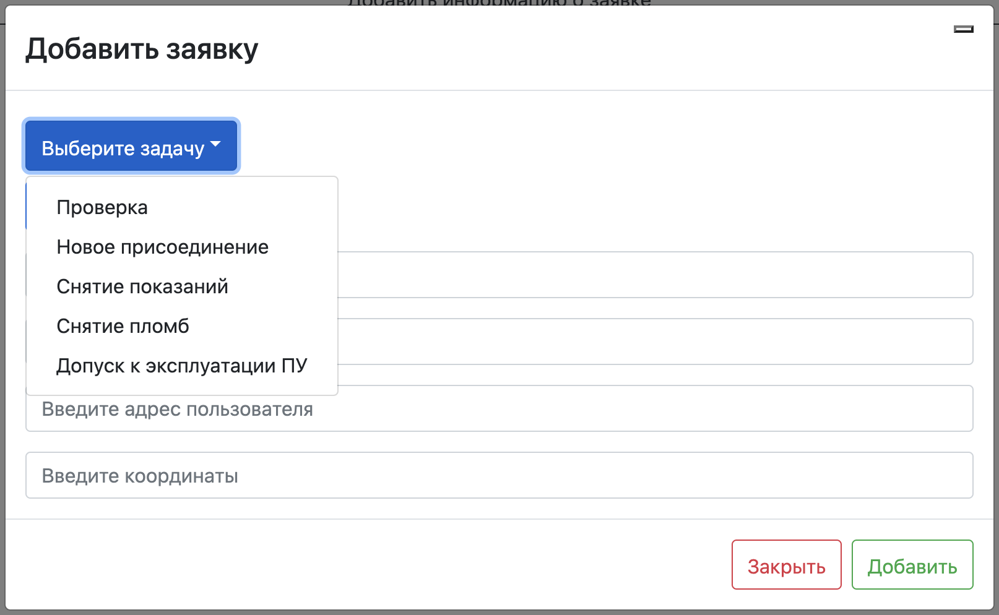 Добавить информацию о заявке
Добавить заявку
Выберите задачу
Проверка
Новое присоединение
Снятие показаний
Снятие пломб
Допуск к эксплуатации ПУ
Введите адрес пользователя
Введите координаты
Закрыть
Добавить